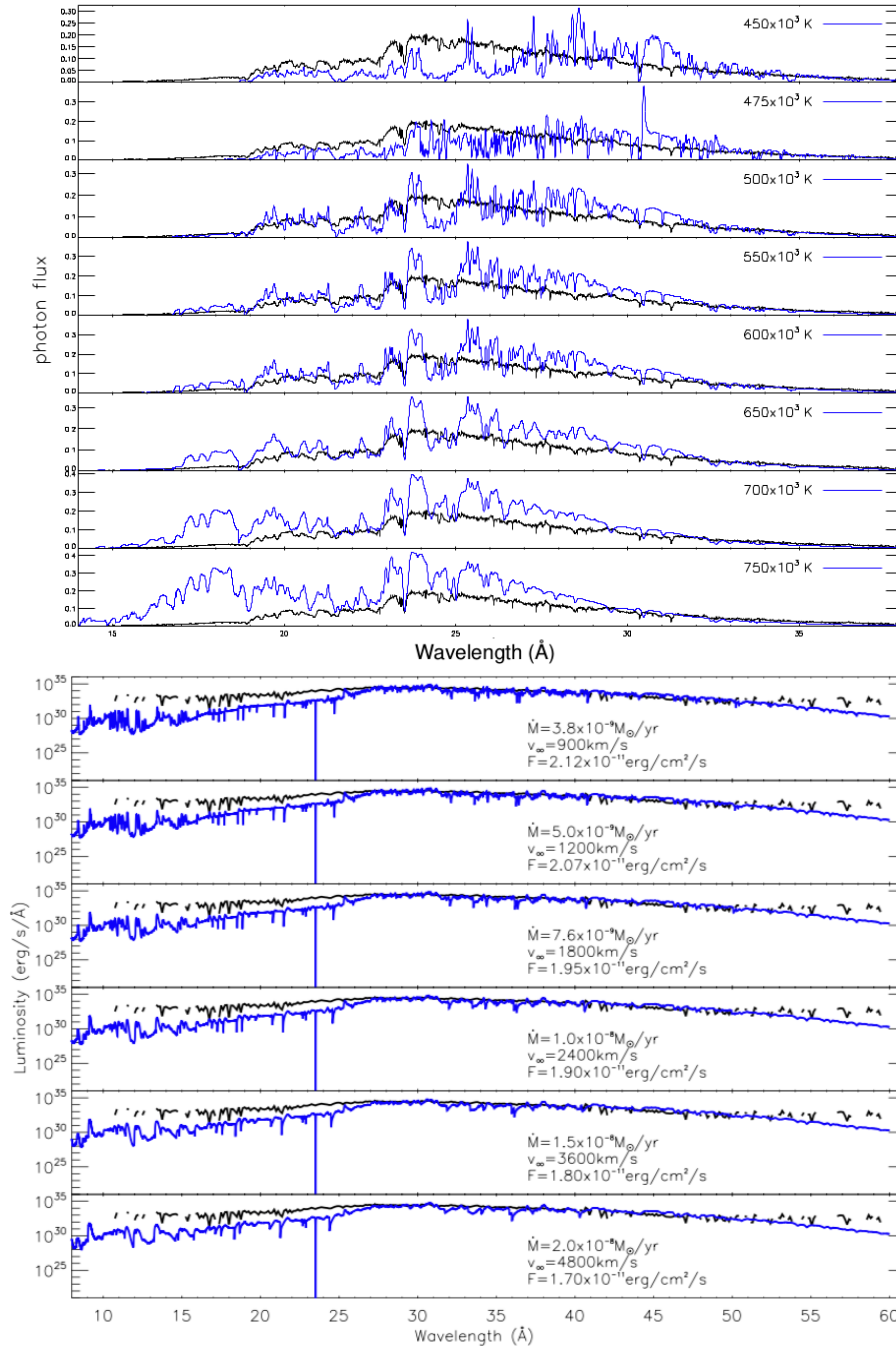 0.30
0.25
0.20
0.15
0.10
0.05
0.00
450x10³ K
0.3
0.2
0.1
0.0
475x10³ K
0.3
0.2
0.1
0.0
500x10³ K
0.3
0.2
0.1
0.0
550x10³ K
photon flux
0.3
0.2
0.1
0.0
600x10³ K
0.3
0.2
0.1
0.0
650x10³ K
0.4
0.3
0.2
0.1
0.0
700x10³ K
0.4
0.3
0.2
0.1
0.0
750x10³ K
15 20 25 30 35
Wavelength (Å)
10³⁵
10³⁰
10²⁵
Ṁ=3.8x10⁻⁹M☉/yr
v∞=900km/s
F=2.12x10⁻¹¹erg/cm²/s
10³⁵
10³⁰
10²⁵
Ṁ=5.0x10⁻⁹M☉/yr
v∞=1200km/s
F=2.07x10⁻¹¹erg/cm²/s
10³⁵
10³⁰
10²⁵
Ṁ=7.6x10⁻⁹M☉/yr
v∞=1800km/s
F=1.95x10⁻¹¹erg/cm²/s
Luminosity (erg/s/Å)
10³⁵
10³⁰
10²⁵
Ṁ=1.0x10⁻⁸M☉/yr
v∞=2400km/s
F=1.90x10⁻¹¹erg/cm²/s
10³⁵
10³⁰
10²⁵
Ṁ=1.5x10⁻⁸M☉/yr
v∞=3600km/s
F=1.80x10⁻¹¹erg/cm²/s
10³⁵
10³⁰
10²⁵
Ṁ=2.0x10⁻⁸M☉/yr
v∞=4800km/s
F=1.70x10⁻¹¹erg/cm²/s
10 15 20 25 30 35 40 45 50 55 60
Wavelength (Å)